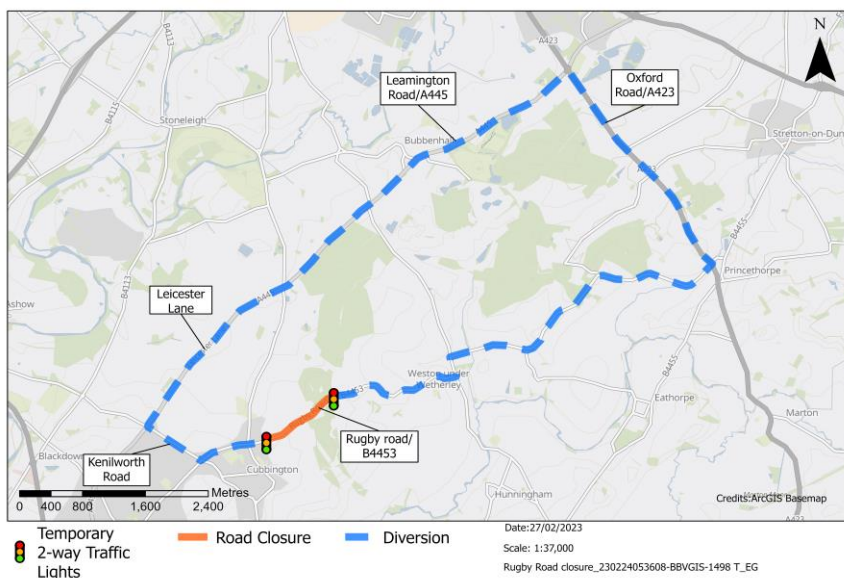 N
A423
B4113
Leamington
Road/A445
Oxford
Road/A423
B4115
Stoneleigh
Stretton-on-Dun
Bubbenha
B4455
B4113
Princethorpe
Ashow
Leicester
Lane
A44
Weston-under
Wetherley
B4455
Eathorpe
Marton
Rugby road/
B4453
Blackdown
Kenilworth
Road
Cubbington
Metres
0 400 800 1,600 2,400
Hunningham
Credits:ArcGIS Basemap
A423
Temporary
2-way Traffic
Lights
Road Closure
Diversion
Date:27/02/2023
Scale: 1:37,000
Rugby Road closure_230224053608-BBVGIS-1498 T_EG